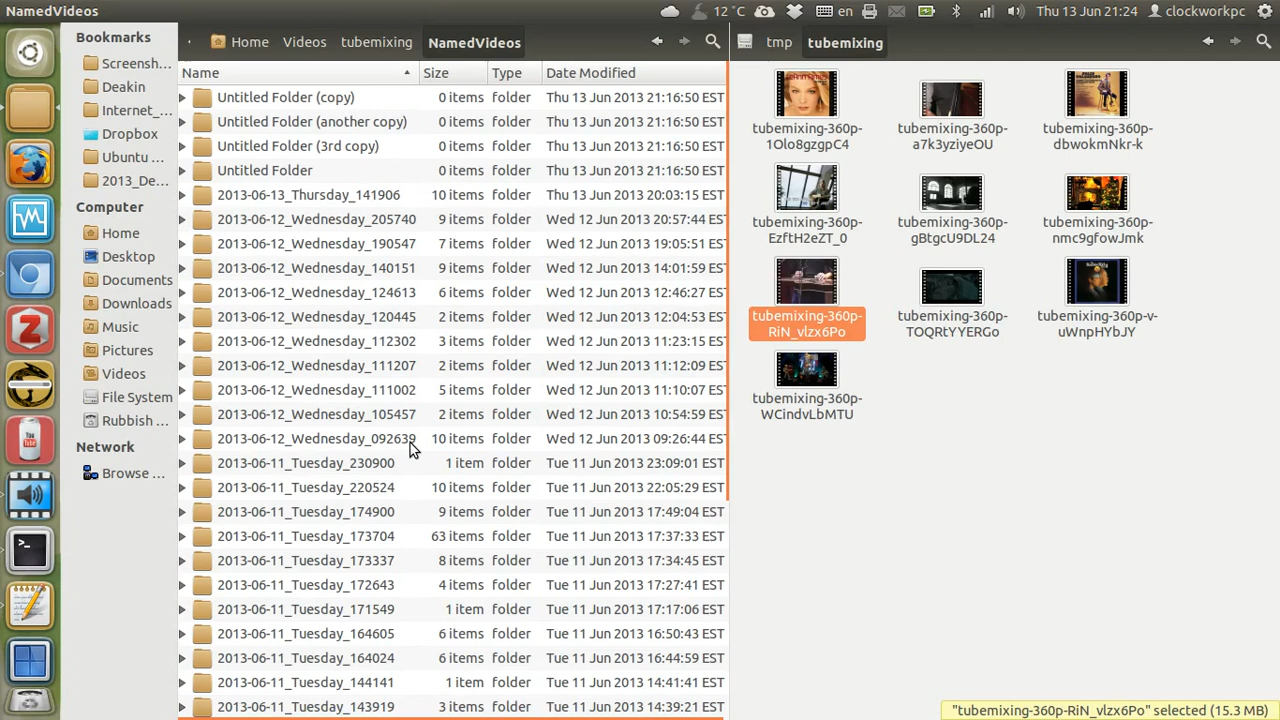 NamedVideos
12 °C
en
Thu 13 Jun 21:24
clockworkpc
Bookmarks
Screensh...
Deakin
Internet_...
Dropbox
Ubuntu ...
2013_De...
Computer
Home
Desktop
Documents
Downloads
Music
Pictures
Videos
File System
Rubbish ...
Network
Browse ...
Home
Videos
tubemixing
NamedVideos
Name Size Type Date Modified
Untitled Folder (copy) 0 items folder Thu 13 Jun 2013 21:16:50 EST
Untitled Folder (another copy) 0 items folder Thu 13 Jun 2013 21:16:50 EST
Untitled Folder (3rd copy) 0 items folder Thu 13 Jun 2013 21:16:50 EST
Untitled Folder 0 items folder Thu 13 Jun 2013 21:16:50 EST
10 items folder Thu 13 Jun 2013 20:03:15 EST
2013-06-12_Wednesday_205740 9 items folder Wed 12 Jun 2013 20:57:44 EST
2013-06-12_Wednesday_190547 7 items folder Wed 12 Jun 2013 19:05:51 EST
2013-06-12_Wednesday_140151 9 items folder Wed 12 Jun 2013 14:01:59 EST
2013-06-12_Wednesday_124613 6 items folder Wed 12 Jun 2013 12:46:27 EST
2013-06-12_Wednesday_120445 2 items folder Wed 12 Jun 2013 12:04:53 EST
2013-06-12_Wednesday_112302 3 items folder Wed 12 Jun 2013 11:23:15 EST
2013-06-12_Wednesday_111207 2 items folder Wed 12 Jun 2013 11:12:09 EST
2013-06-12_Wednesday_111002 5 items folder Wed 12 Jun 2013 11:10:07 EST
2013-06-12_Wednesday_105457 2 items folder Wed 12 Jun 2013 10:54:59 EST
2013-06-12_Wednesday_092639 10 items folder Wed 12 Jun 2013 09:26:44 EST
2013-06-11_Tuesday_230900 1 item folder Tue 11 Jun 2013 23:09:01 EST
2013-06-11_Tuesday_220524 10 items folder Tue 11 Jun 2013 22:05:29 EST
2013-06-11_Tuesday_174900 9 items folder Tue 11 Jun 2013 17:49:04 EST
2013-06-11_Tuesday_173704 63 items folder Tue 11 Jun 2013 17:37:33 EST
2013-06-11_Tuesday_173337 8 items folder Tue 11 Jun 2013 17:34:45 EST
2013-06-11_Tuesday_172643 4 items folder Tue 11 Jun 2013 17:27:41 EST
2013-06-11_Tuesday_171549 1 item folder Tue 11 Jun 2013 17:17:06 EST
2013-06-11_Tuesday_164605 6 items folder Tue 11 Jun 2013 16:50:43 EST
2013-06-11_Tuesday_164024 6 items folder Tue 11 Jun 2013 16:44:59 EST
2013-06-11_Tuesday_144141 1 item folder Tue 11 Jun 2013 14:41:41 EST
2013-06-11_Tuesday_143919 3 items folder Tue 11 Jun 2013 14:39:21 EST
tmp
tubemixing
tubemixing-360p-
1Olo8gzgpC4
tubemixing-360p-
a7k3yziyeOU
tubemixing-360p-
dbwokmNkr-k
tubemixing-360p-
EzftH2eZT_0
tubemixing-360p-
gBtgcU9DL24
tubemixing-360p-
nmc9gfowJmk
tubemixing-360p-
RiN_vlzx6Po
tubemixing-360p-
TOQRtYYERGo
tubemixing-360p-v-
uWnpHYbJY
tubemixing-360p-
WCindvLbMTU
"tubemixing-360p-RiN_vlzx6Po" selected (15.3 MB)